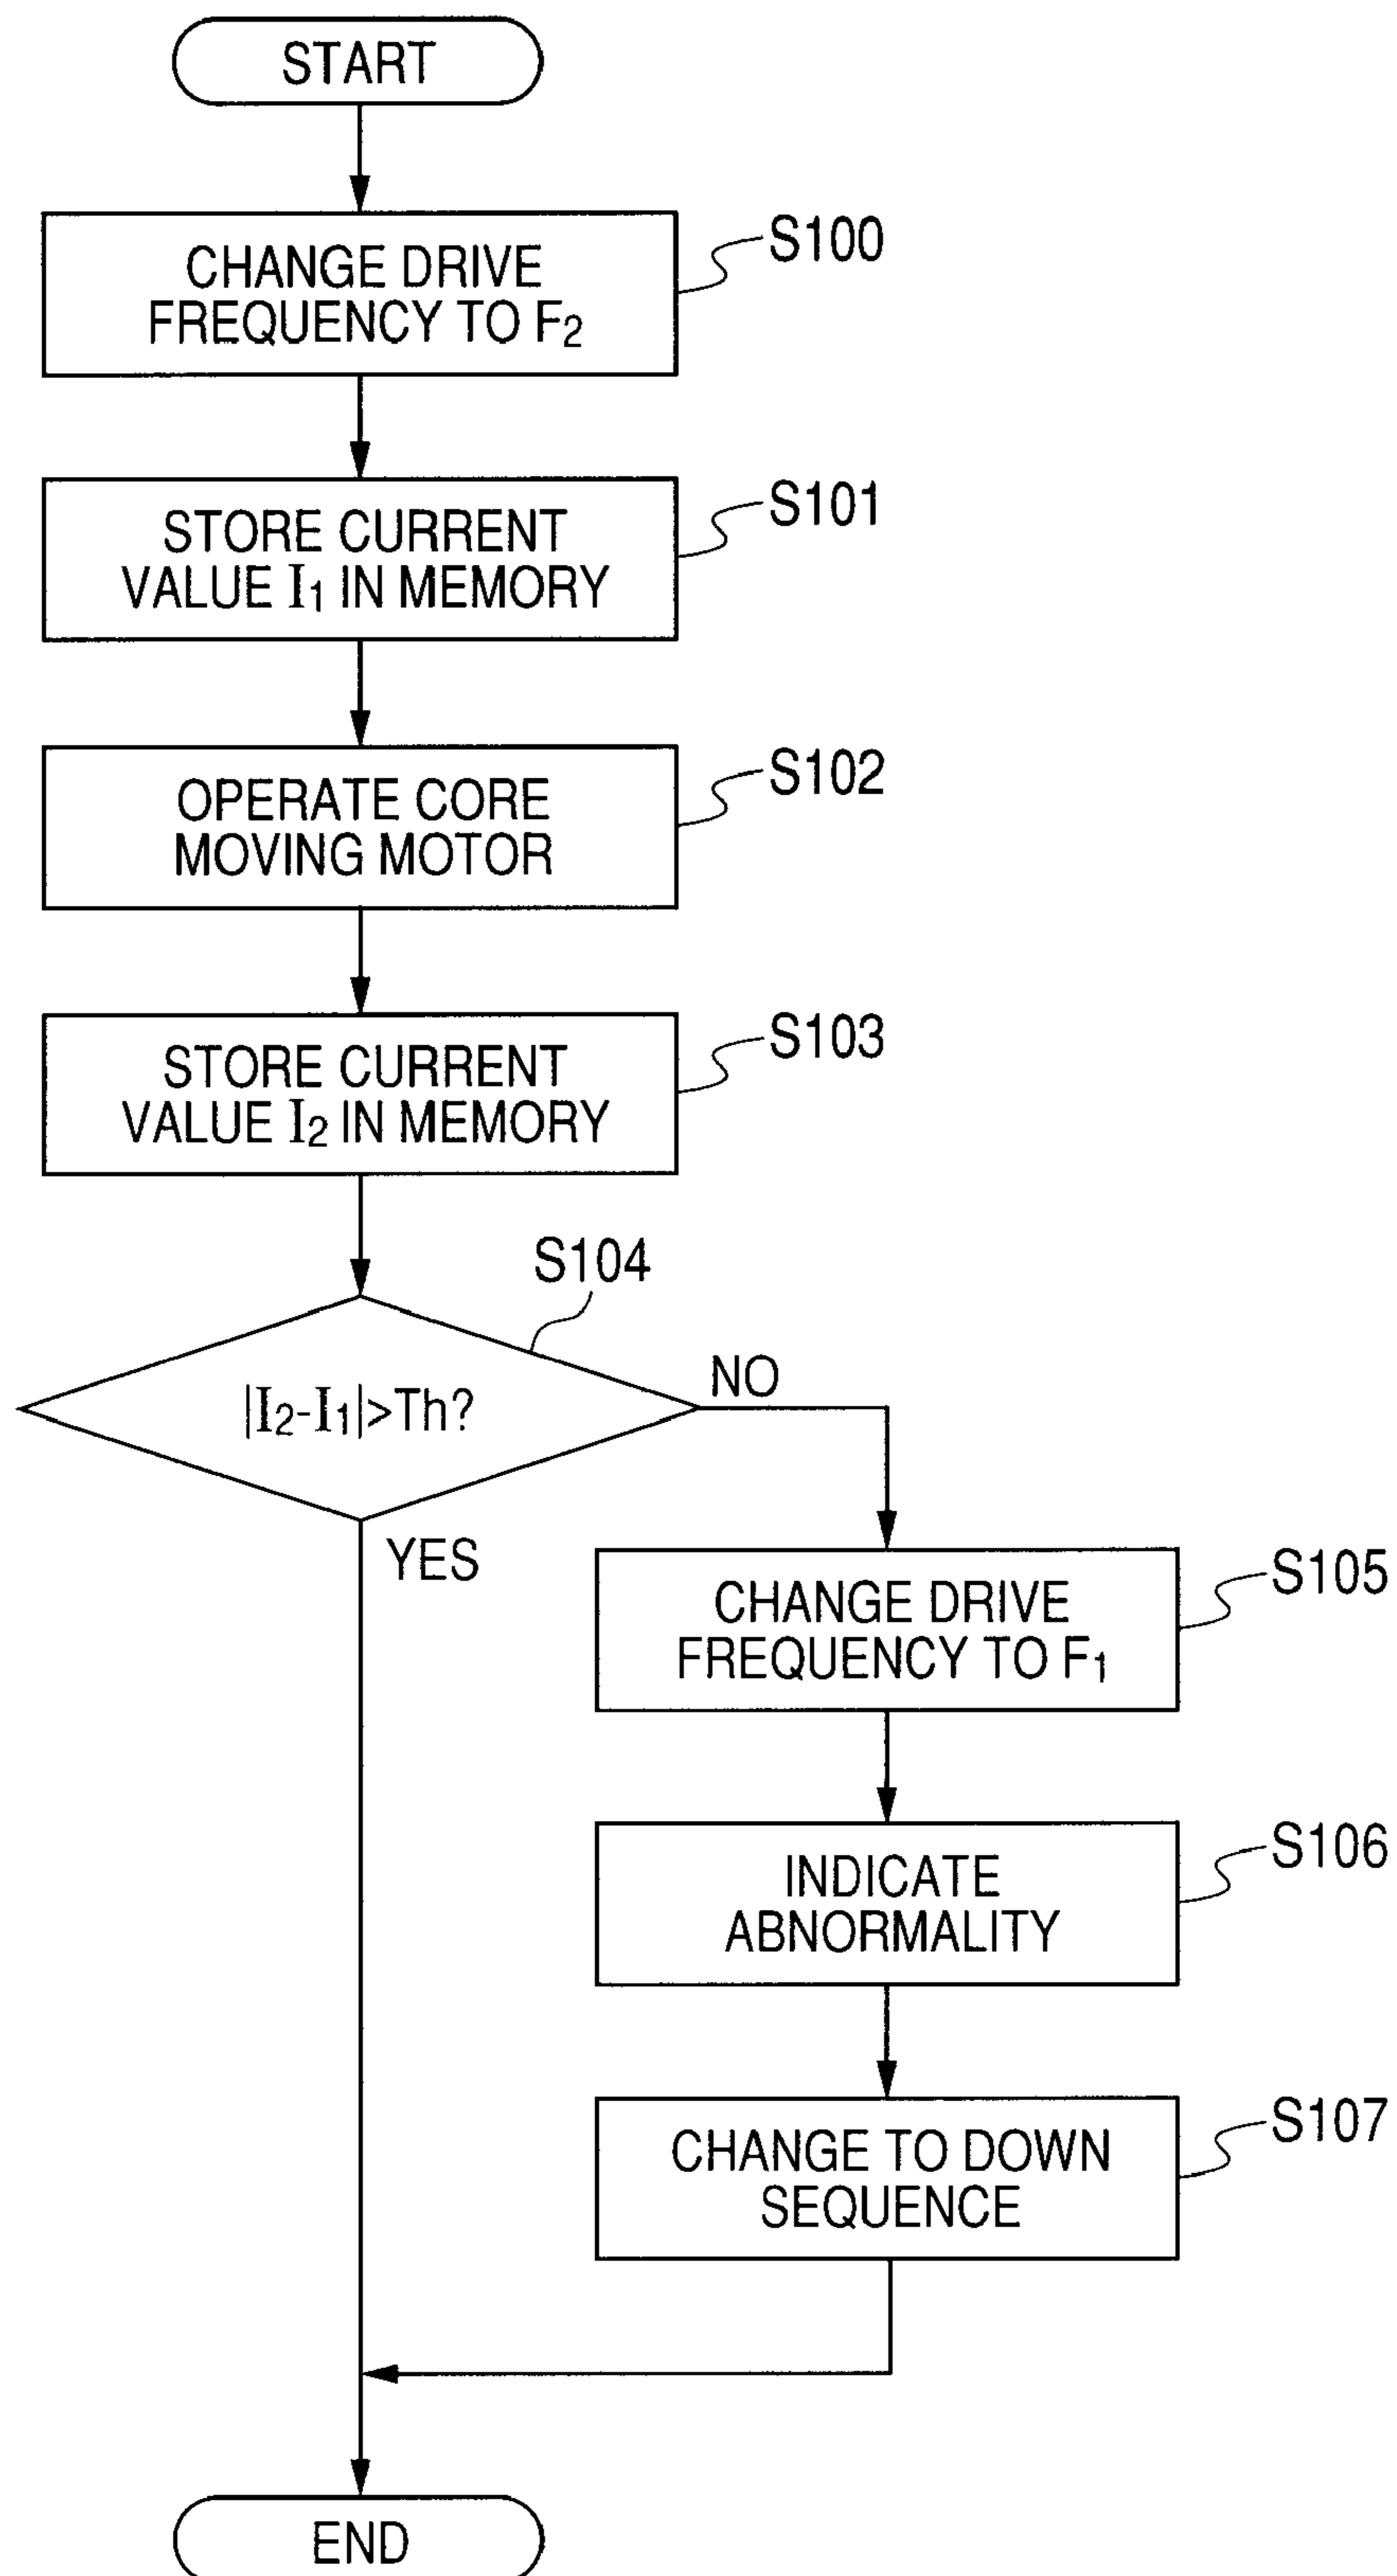 START
CHANGE DRIVE
FREQUENCY TO F2
S100
STORE CURRENT
VALUE I1 IN MEMORY
S101
OPERATE CORE
MOVING MOTOR
S102
STORE CURRENT
VALUE I2 IN MEMORY
S103
S104
|I2-I1|>Th?
NO
YES
CHANGE DRIVE
FREQUENCY TO F1
S105
INDICATE
ABNORMALITY
S106
CHANGE TO DOWN
SEQUENCE
S107
END